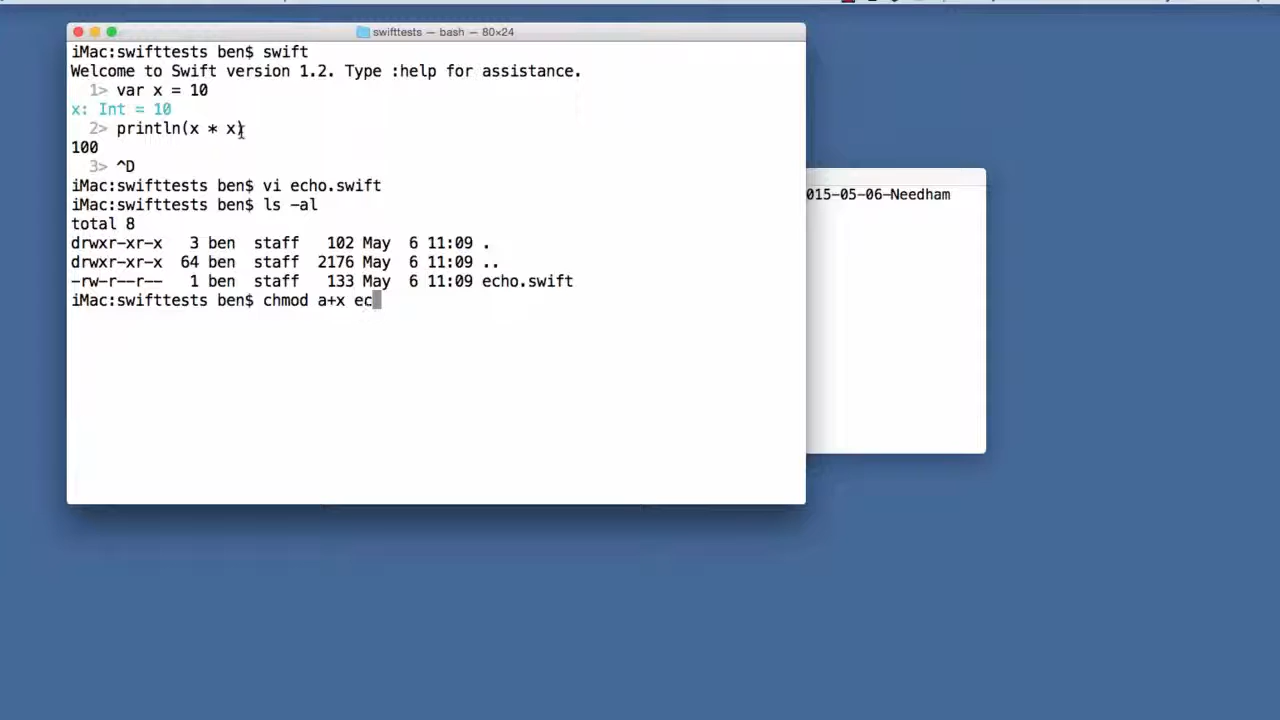 swifttests — bash — 80×24
iMac:swifttests ben$ swift
Welcome to Swift version 1.2. Type :help for assistance.
1> var x = 10
x: Int = 10
2> println(x * x)
100
3> ^D
iMac:swifttests ben$ vi echo.swift
iMac:swifttests ben$ ls -al
total 8
drwxr-xr-x 3 ben staff 102 May 6 11:09 .
drwxr-xr-x 64 ben staff 2176 May 6 11:09 ..
-rw-r--r-- 1 ben staff 133 May 6 11:09 echo.swift
iMac:swifttests ben$ chmod a+x ec
015-05-06-Needham